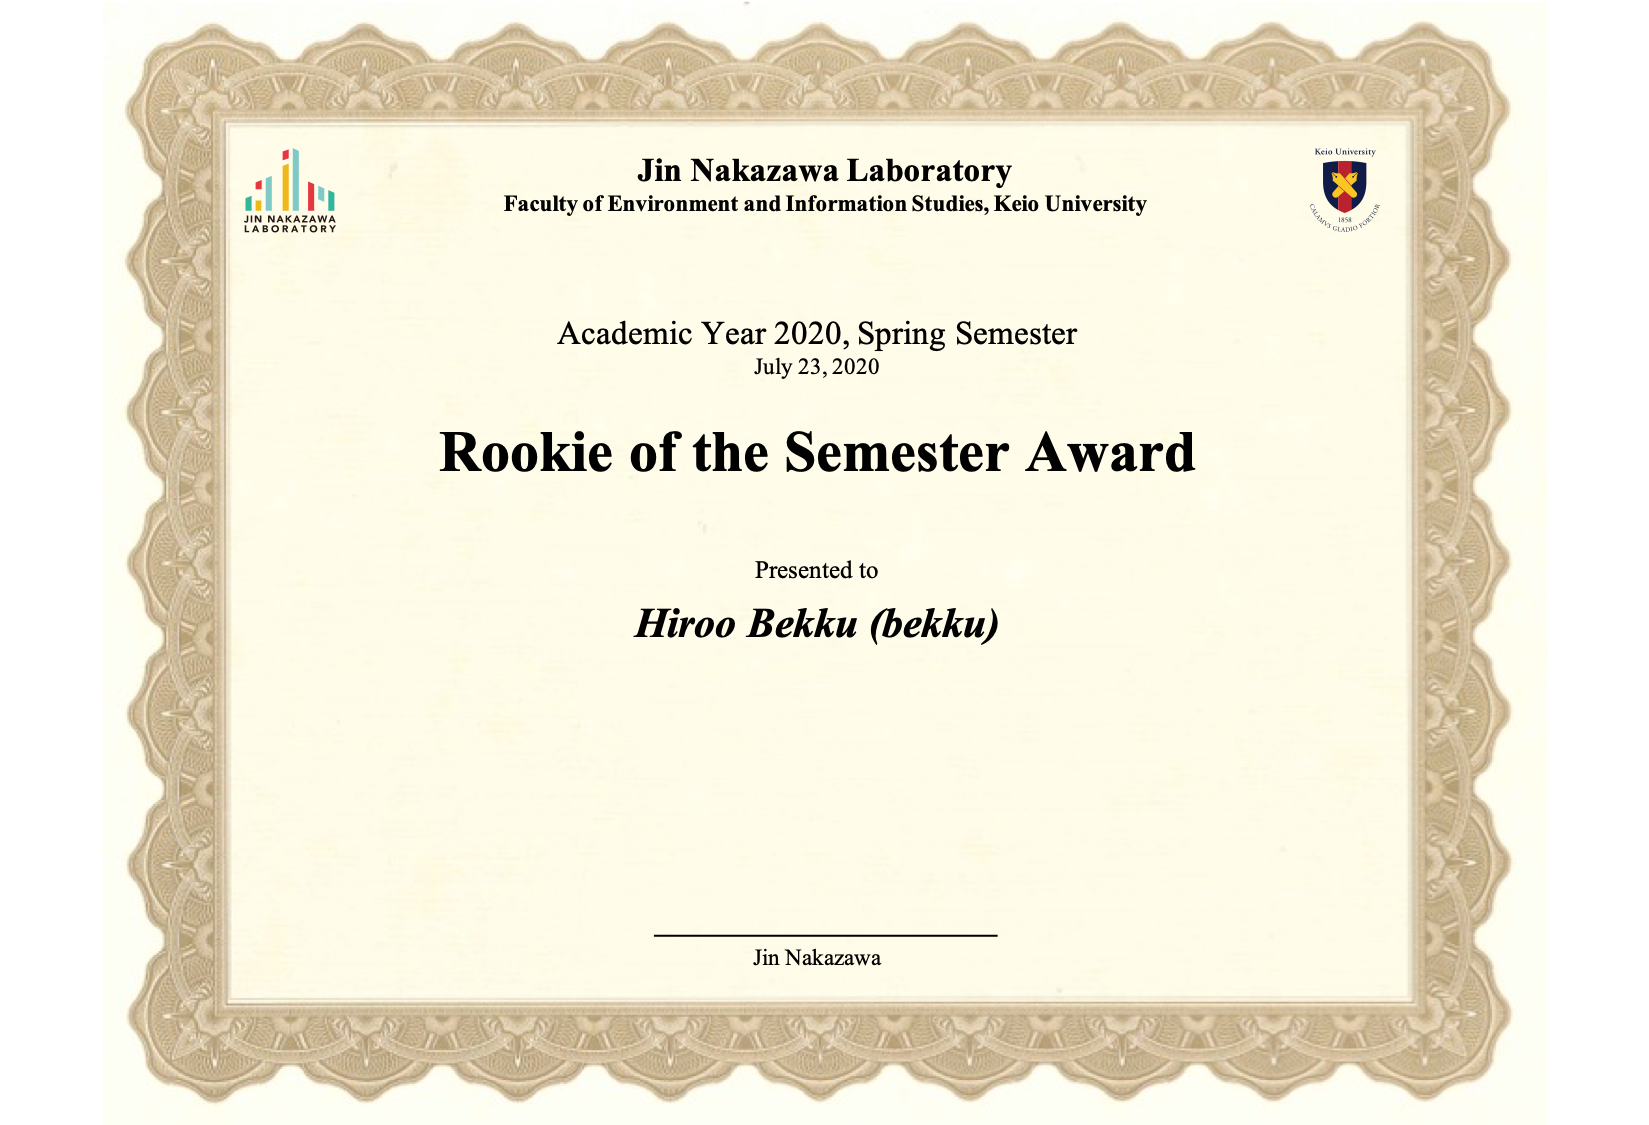 JIN NAKAZAWA
LABORATORY
Jin Nakazawa Laboratory
Faculty of Environment and Information Studies, Keio University
Keio University
1858
CALAMVS GLADIO FORTIOR
Academic Year 2020, Spring Semester
July 23, 2020
Rookie of the Semester Award
Presented to
Hiroo Bekku (bekku)
Jin Nakazawa